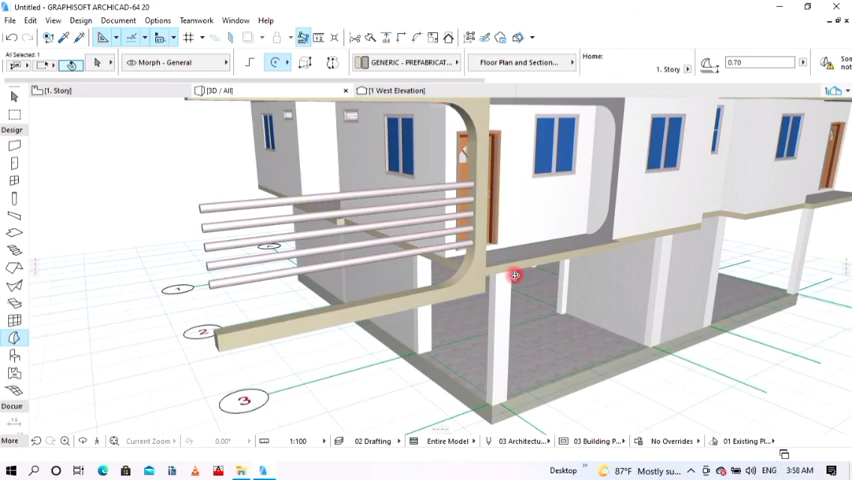 Untitled - GRAPHISOFT ARCHICAD-64 20
File Edit View Design Document Options Teamwork Window Help
All Selected: 1
Morph - General
GENERIC - PREFABRICAT...
Floor Plan and Section...
Home:
1. Story
0.70
[1. Story]
[3D / All]
[1 West Elevation]
Design
1
2
3
Docu
More
Current Zoom
0.00°
1:100
02 Drafting
Entire Model
03 Architectu...
03 Building P...
No Overrides
01 Existing Pl...
Desktop
87°F Mostly su...
ENG
3:58 AM